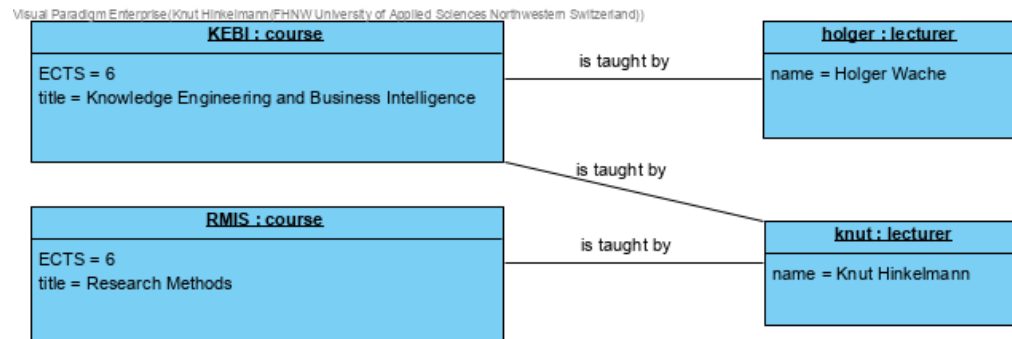 Visual Paradigm Enterprise(Knut Hinkelmann(FHNW University of Applied Sciences Northwestern Switzerland))
KEBI : course
ECTS = 6
title = Knowledge Engineering and Business Intelligence
is taught by
holger : lecturer
name = Holger Wache
is taught by
RMIS : course
ECTS = 6
title = Research Methods
is taught by
knut : lecturer
name = Knut Hinkelmann